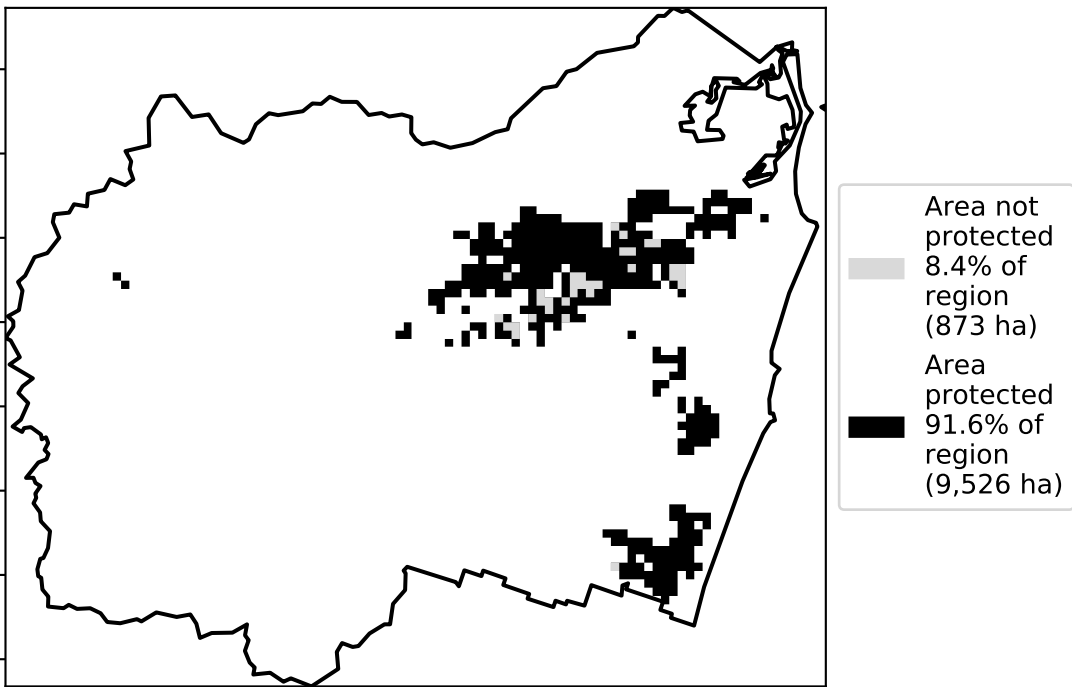 Area not
protected
8.4% of
region
(873 ha)
Area
protected
91.6% of
region
(9,526 ha)